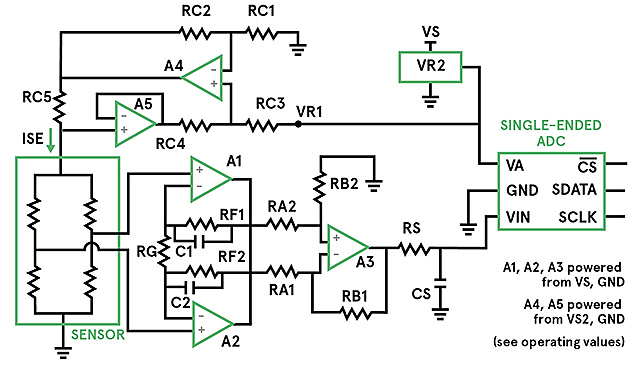 RC2 RC1
VS
A4
VR2
RC5
A5
RC3
VR1
RC4
ISE
SINGLE-ENDED
ADC
A1
VA
CS
RB2
GND
SDATA
RF1
RA2
VIN
SCLK
RS
C1
RG
RF2
A3
A1, A2, A3 powered
from VS, GND
C2
RA1
RB1
CS
A4, A5 powered
from VS2, GND
SENSOR
A2
(see operating values)
+
-
+
-
+
-
+
-
+
-